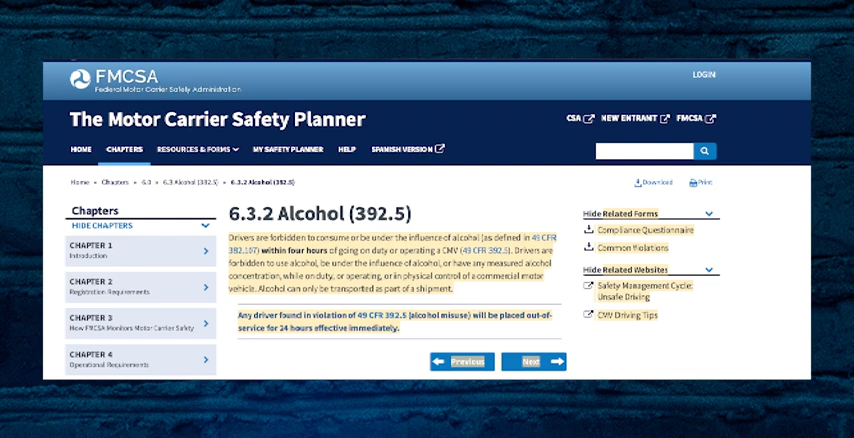 FMCSA
Federal Motor Carrier Safety Administration
LOGIN
The Motor Carrier Safety Planner
CSA NEW ENTRANT FMCSA
HOME CHAPTERS RESOURCES & FORMS MY SAFETY PLANNER HELP SPANISH VERSION
Home » Chapters » 6.0 » 6.3 Alcohol (392.5) » 6.3.2 Alcohol (392.5)
Download Print
Chapters
HIDE CHAPTERS
CHAPTER 1
Introduction
CHAPTER 2
Registration Requirements
CHAPTER 3
How FMCSA Monitors Motor Carrier Safety
CHAPTER 4
Operational Requirements
6.3.2 Alcohol (392.5)
Drivers are forbidden to consume or be under the influence of alcohol (as defined in 49 CFR
382.107) within four hours of going on duty or operating a CMV (49 CFR 392.5). Drivers are
forbidden to use alcohol, be under the influence of alcohol, or have any measured alcohol
concentration, while on duty, or operating, or in physical control of a commercial motor
vehicle. Alcohol can only be transported as part of a shipment.
Any driver found in violation of 49 CFR 392.5 (alcohol misuse) will be placed out-of-
service for 24 hours effective immediately.
Previous Next
Hide Related Forms
Compliance Questionnaire
Common Violations
Hide Related Websites
Safety Management Cycle:
Unsafe Driving
CMV Driving Tips